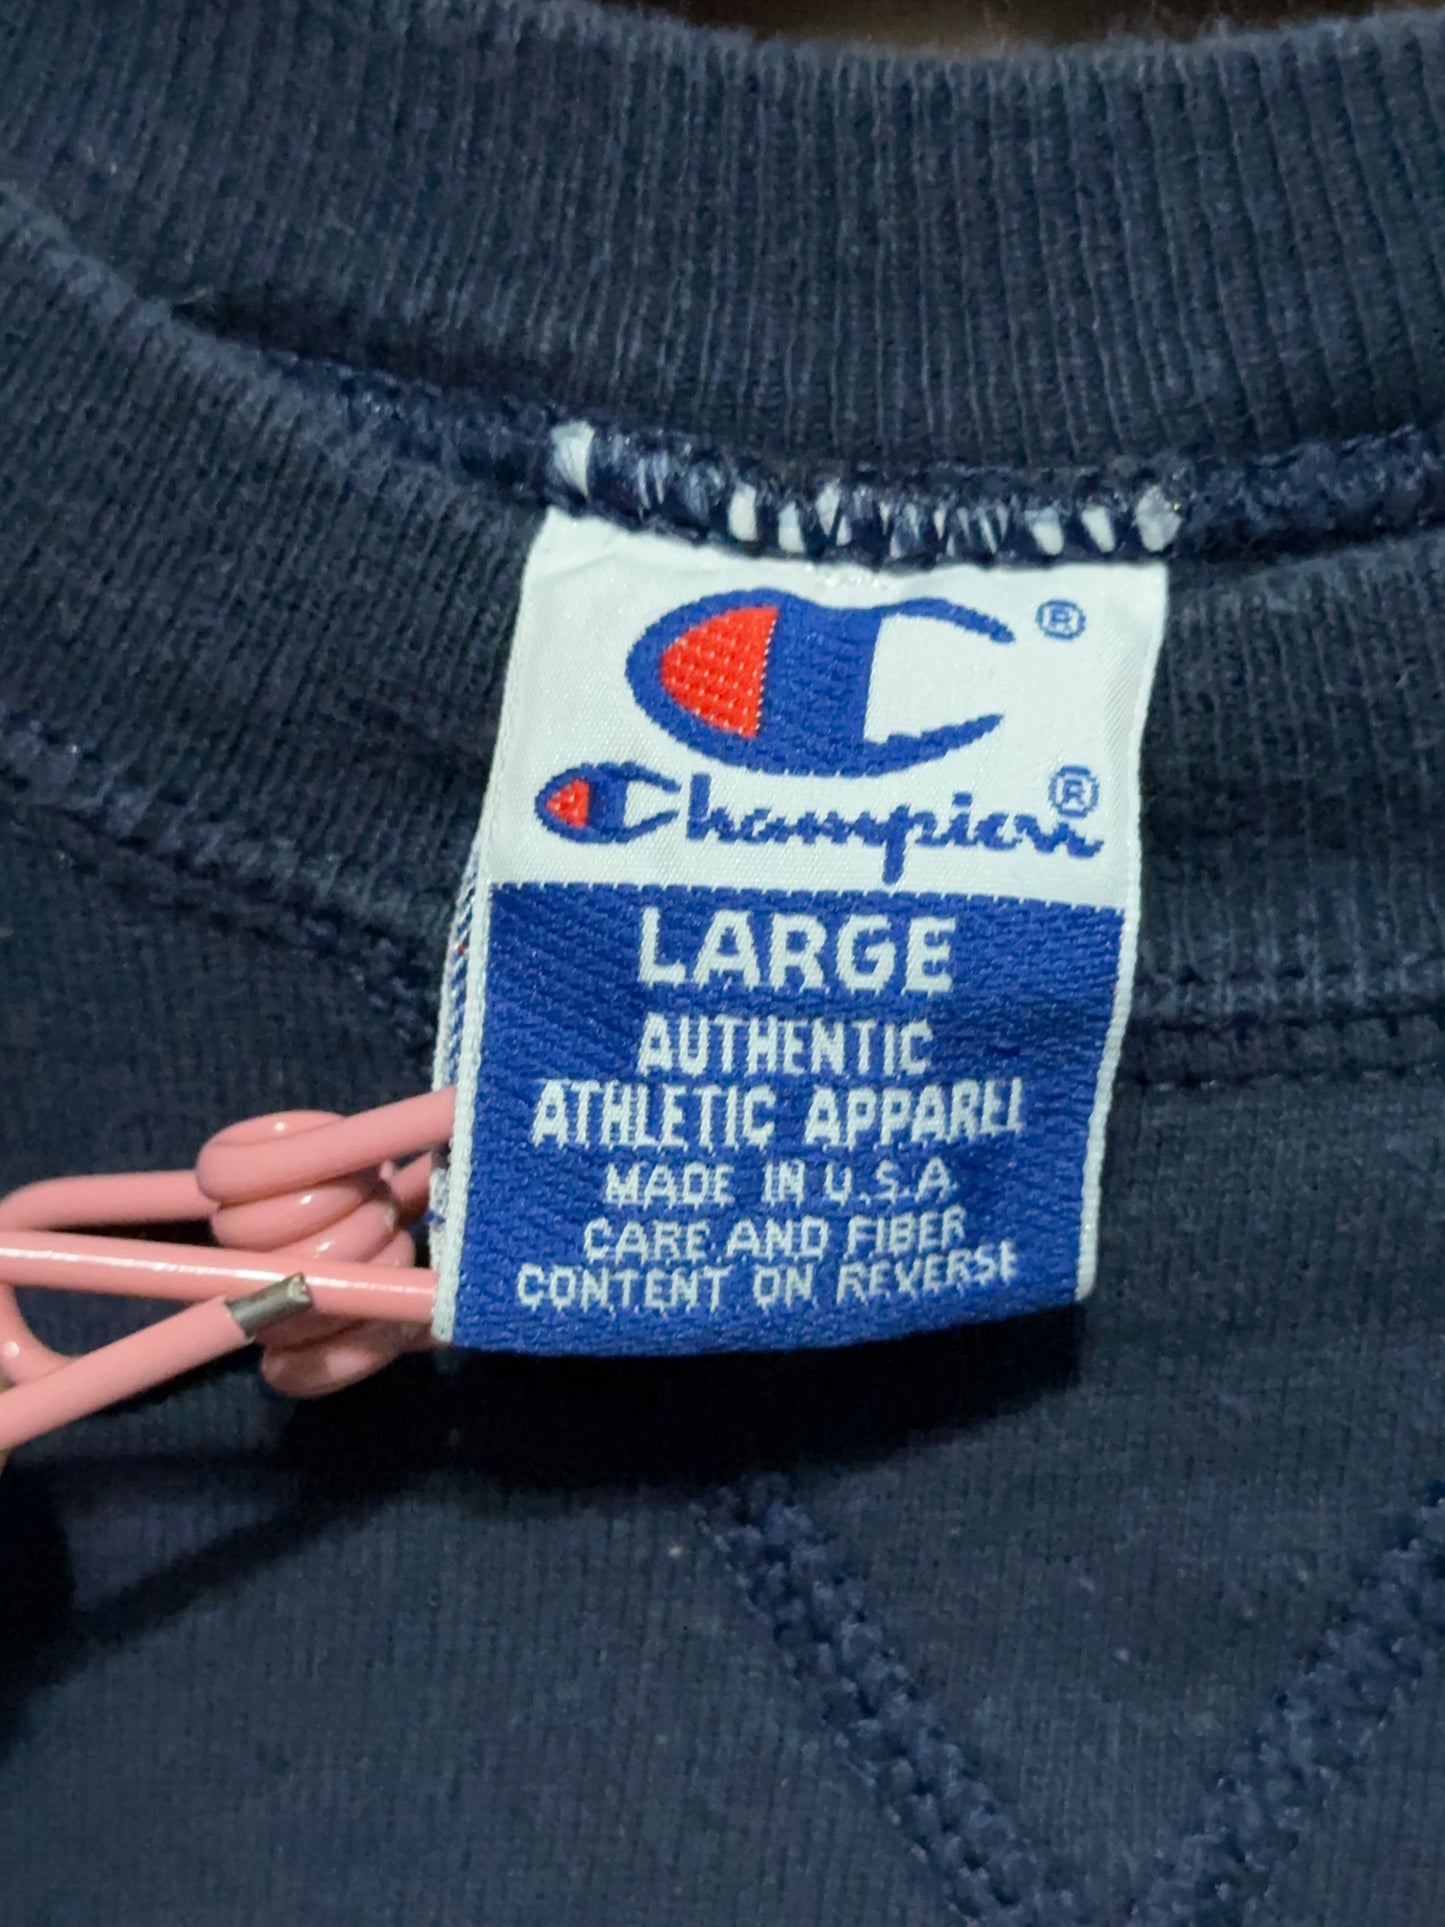 ®
Champion®
LARGE
AUTHENTIC
ATHLETIC APPAREL
MADE IN U.S.A.
CARE AND FIBER
CONTENT ON REVERSE